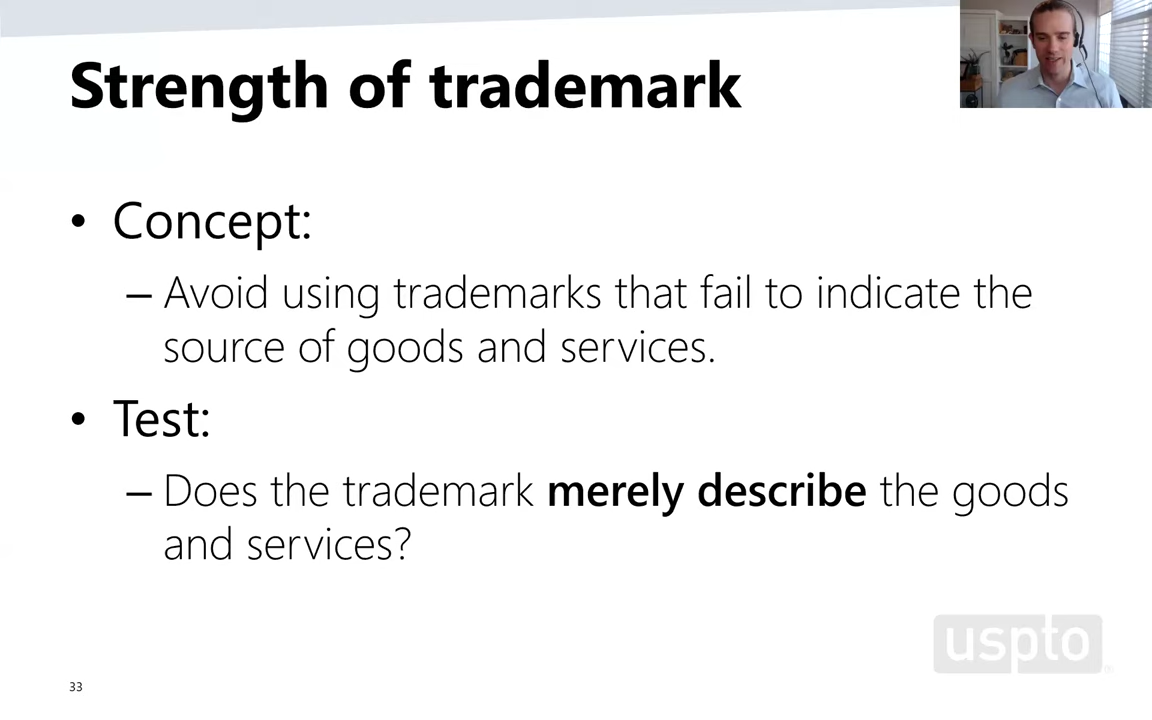 Strength of trademark
• Concept:
– Avoid using trademarks that fail to indicate the
source of goods and services.
• Test:
– Does the trademark merely describe the goods
and services?
uspto®
33